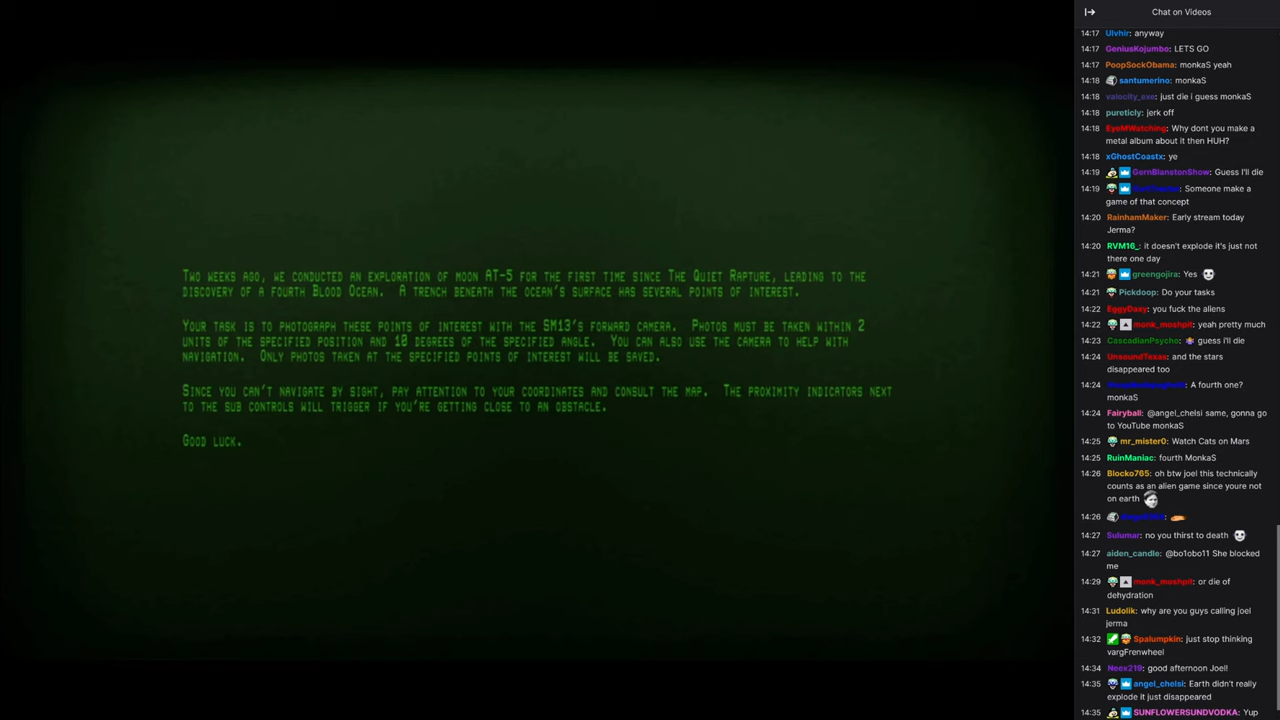 Chat on Videos
14:17 Ulvhir: anyway
14:17 GeniusKojumbo: LETS GO
14:17 PoopSockObama: monkaS yeah
14:18 santumerino: monkaS
14:18 valocity_exe: just die i guess monkaS
14:18 pureticly: jerk off
14:18 EyeMWatching: Why dont you make a
metal album about it then HUH?
14:18 xGhostCoastx: ye
14:19 GernBlanstonShow: Guess I'll die
14:19 Someone make a
game of that concept
14:20 RainhamMaker: Early stream today
Jerma?
14:20 RVM16_: it doesn't explode it's just not
there one day
14:21 greengojira: Yes
14:21 Pickdoop: Do your tasks
14:22 EggyDaxy: you fuck the aliens
14:22 monk_moshpit: yeah pretty much
14:23 CascadianPsycho: guess i'll die
14:24 UnsoundTexas: and the stars
disappeared too
14:24 A fourth one?
monkaS
14:24 Fairyball: @angel_chelsi same, gonna go
to YouTube monkaS
14:25 mr_mister0: Watch Cats on Mars
14:25 RuinManiac: fourth MonkaS
14:26 Blocko765: oh btw joel this technically
counts as an alien game since youre not
on earth
14:26
14:27 Sulumar: no you thirst to death
14:27 aiden_candle: @bo1obo11 She blocked
me
14:29 monk_moshpit: or die of
dehydration
14:31 Ludolik: why are you guys calling joel
jerma
14:32 Spalumpkin: just stop thinking
vargFrenwheel
14:34 Neex219: good afternoon Joel!
14:35 angel_chelsi: Earth didn't really
explode it just disappeared
14:35 SUNFLOWERSUNDVODKA: Yup
Two weeks ago, we conducted an exploration of moon AT-5 for the first time since The Quiet Rapture, leading to the
discovery of a fourth Blood Ocean. A trench beneath the ocean's surface has several points of interest.
Your task is to photograph these points of interest with the SM13's forward camera. Photos must be taken within 2
units of the specified position and 10 degrees of the specified angle. You can also use the camera to help with
navigation. Only photos taken at the specified points of interest will be saved.
Since you can't navigate by sight, pay attention to your coordinates and consult the map. The proximity indicators next
to the sub controls will trigger if you're getting close to an obstacle.
Good luck.